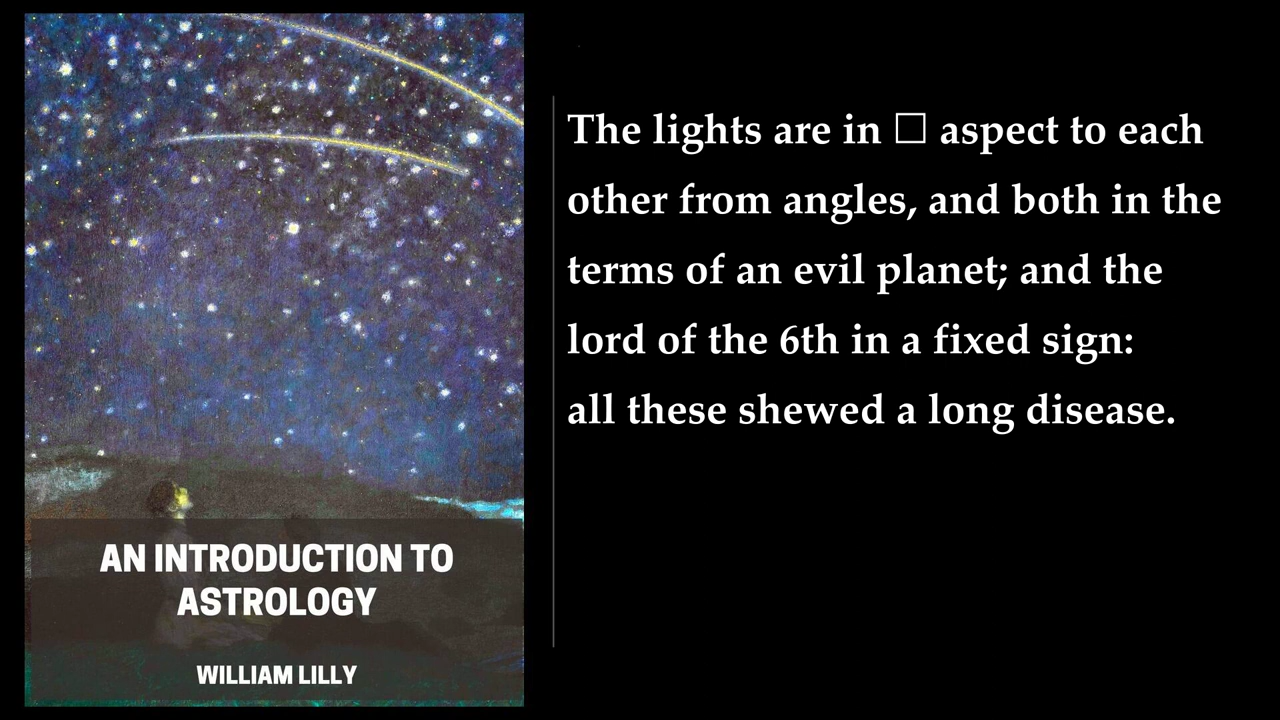 AN INTRODUCTION TO
ASTROLOGY
WILLIAM LILLY
The lights are in □ aspect to each
other from angles, and both in the
terms of an evil planet; and the
lord of the 6th in a fixed sign:
all these shewed a long disease.